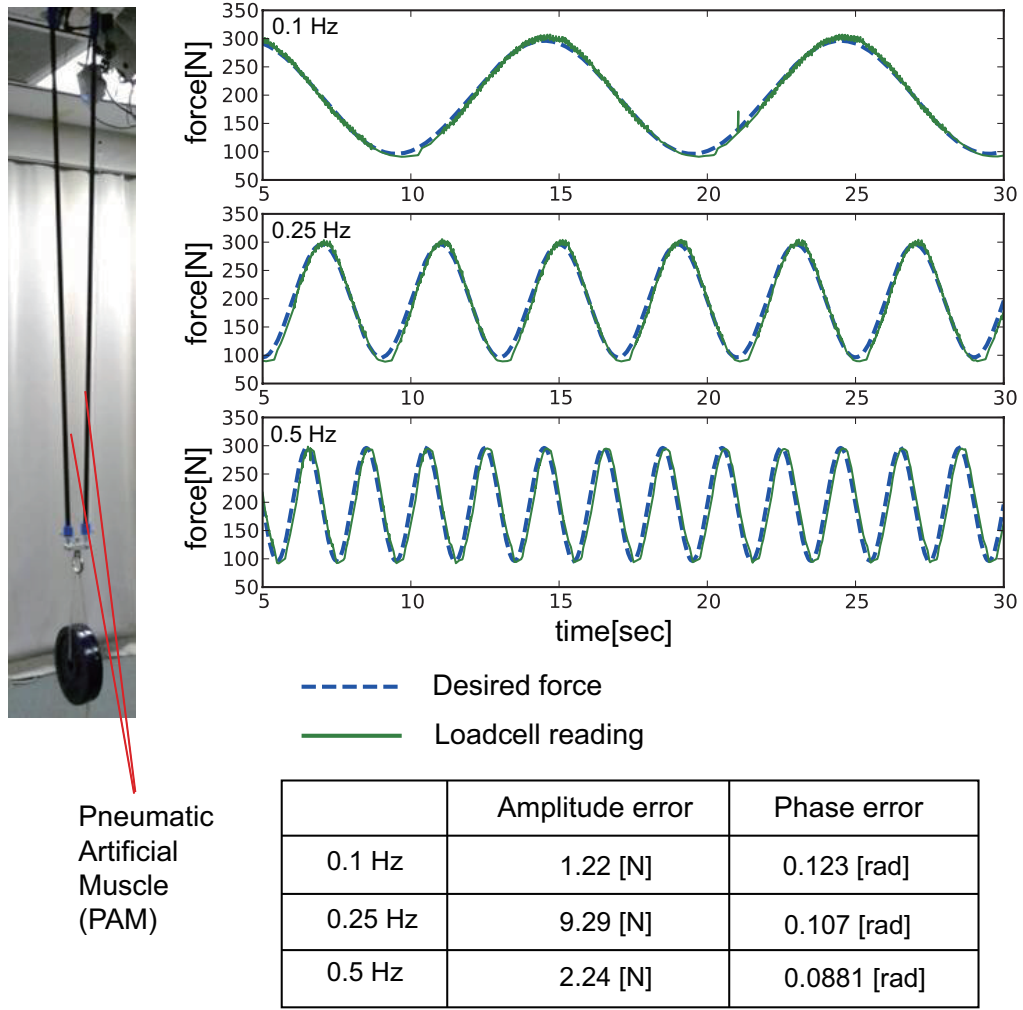 0.1 Hz
force[N]
350
300
250
200
150
100
50
5
10
15
20
25
30
0.25 Hz
force[N]
350
300
250
200
150
100
50
5
10
15
20
25
30
0.5 Hz
force[N]
350
300
250
200
150
100
50
5
10
15
20
25
30
time[sec]
Desired force
Loadcell reading
Pneumatic
Artificial
Muscle
(PAM)
Amplitude error Phase error
0.1 Hz 1.22 [N] 0.123 [rad]
0.25 Hz 9.29 [N] 0.107 [rad]
0.5 Hz 2.24 [N] 0.0881 [rad]